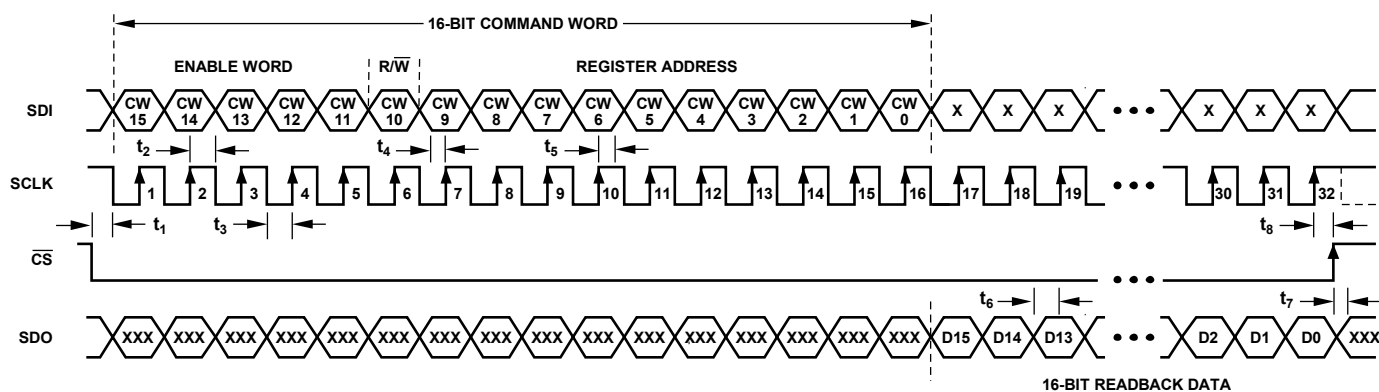 16-BIT COMMAND WORD
ENABLE WORD R/W̅ REGISTER ADDRESS
SDI CW 15 CW 14 CW 13 CW 12 CW 11 CW 10 CW 9 CW 8 CW 7 CW 6 CW 5 CW 4 CW 3 CW 2 CW 1 CW 0 X X X ••• X X X
t2 t4 t5
SCLK 1 2 3 4 5 6 7 8 9 10 11 12 13 14 15 16 17 18 19 ••• 30 31 32
t1 t3 t8
C̅S̅ •••
t6 t7
SDO XXX XXX XXX XXX XXX XXX XXX XXX XXX XXX XXX XXX XXX XXX XXX XXX D15 D14 D13 ••• D2 D1 D0 XXX
16-BIT READBACK DATA